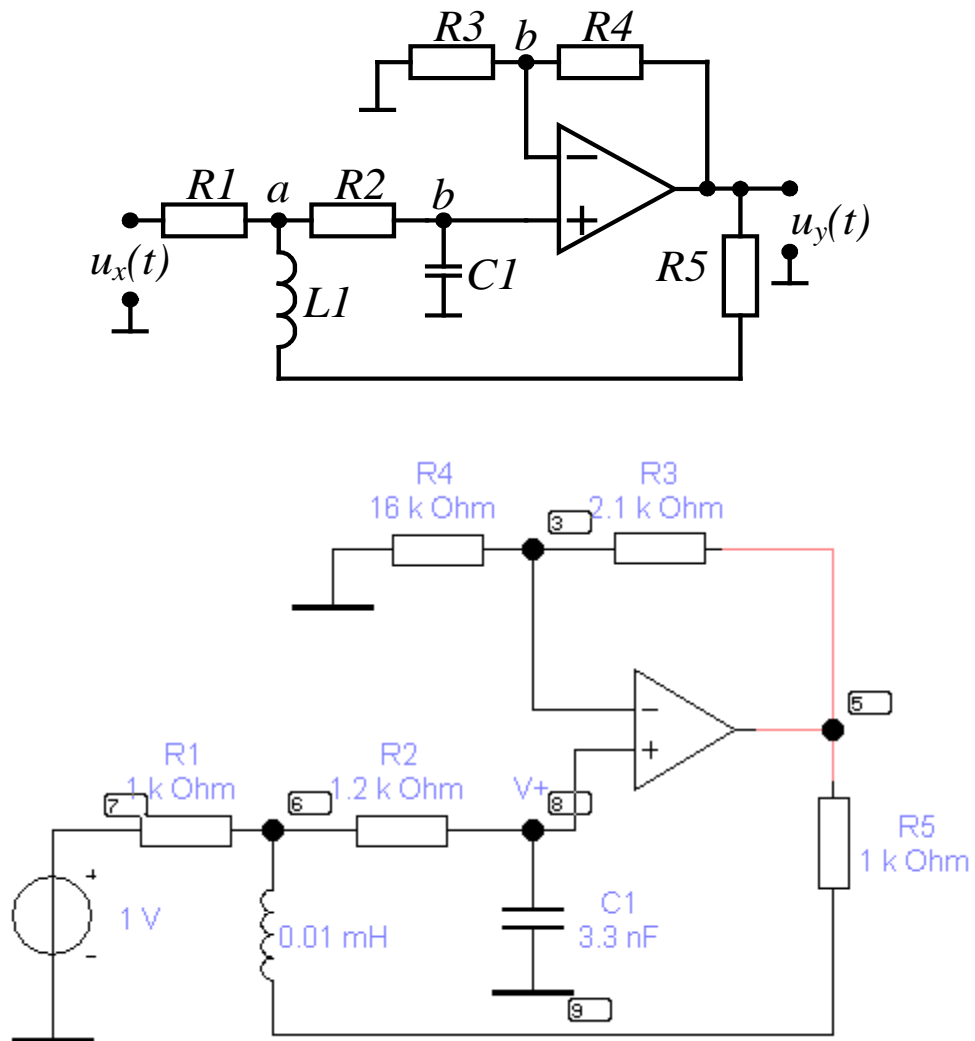 R3 b R4
R1 a R2 b
u_x(t) L1 C1 R5 u_y(t)
R4 R3
16 k Ohm 2.1 k Ohm
3
5
R1 R2 V+
1 k Ohm 1.2 k Ohm
7 6 8
R5
1 k Ohm
1 V 0.01 mH
C1
3.3 nF
9